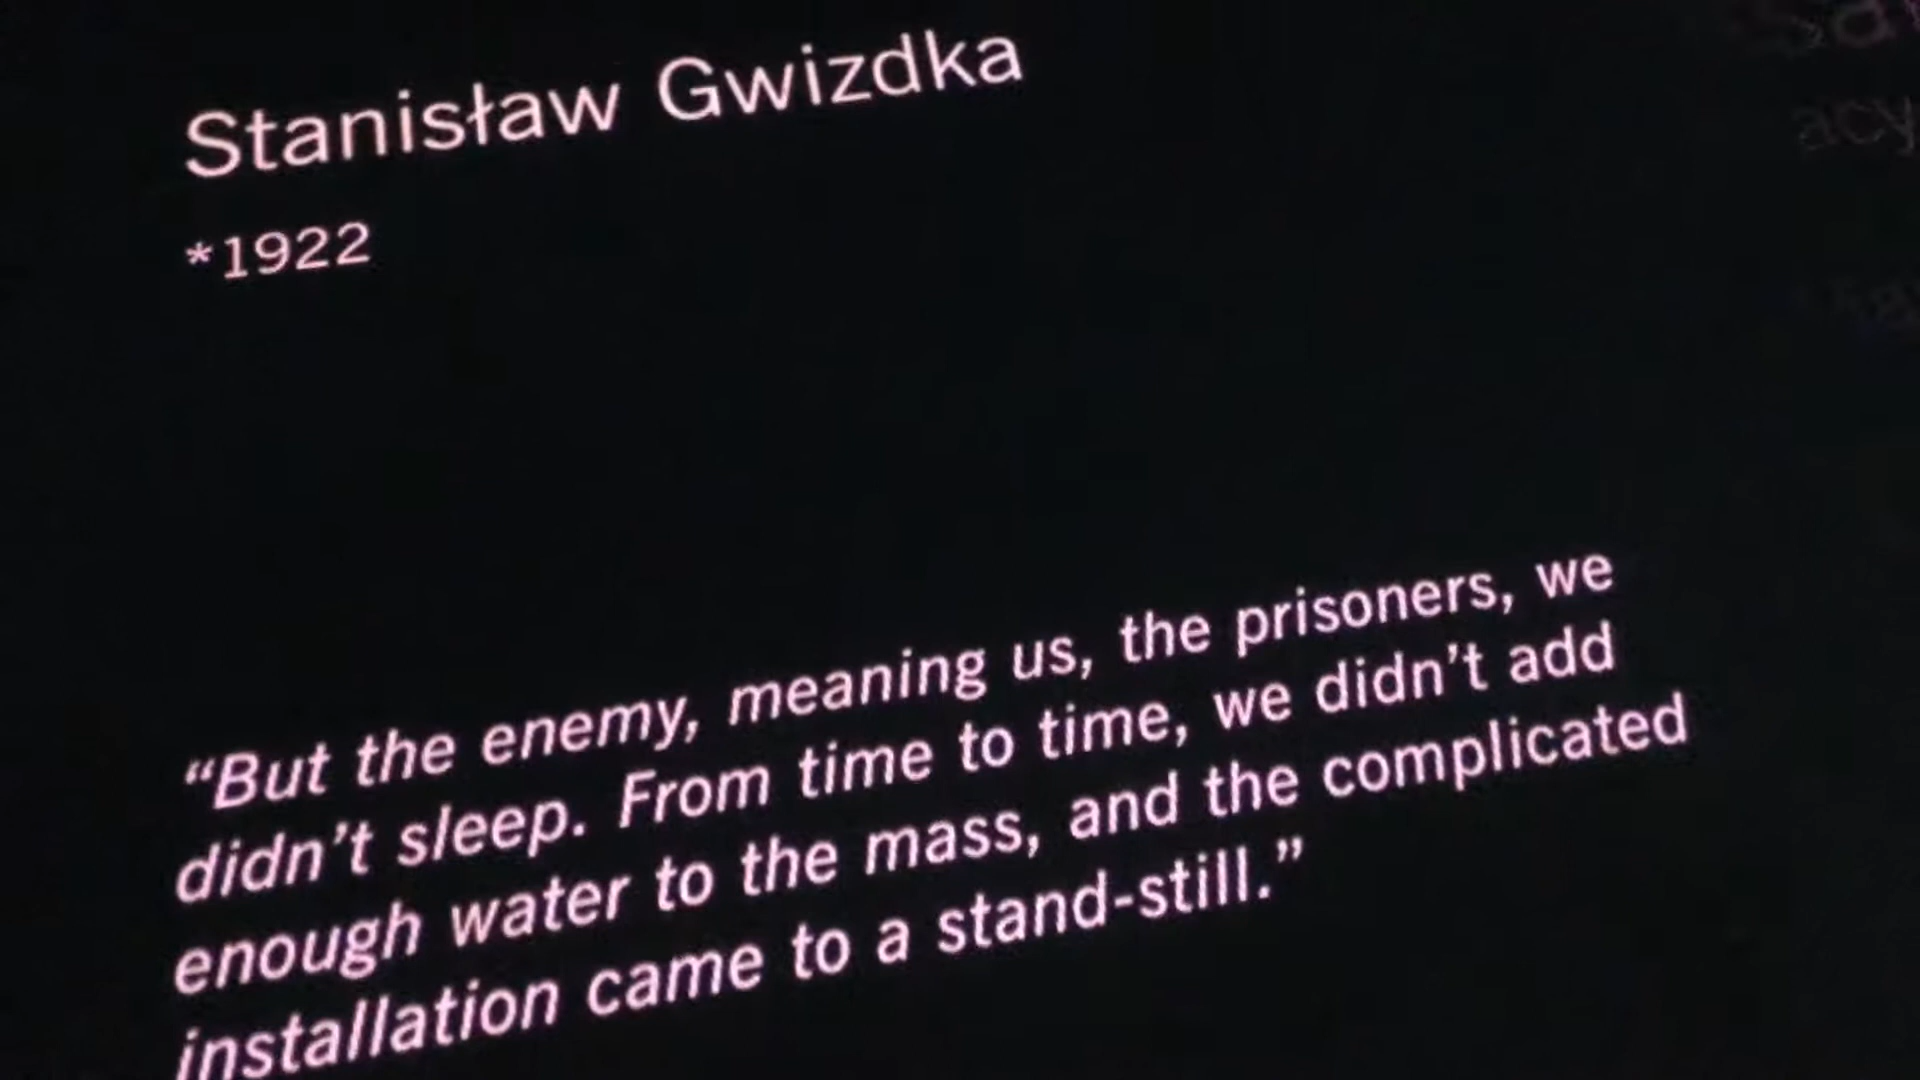 Stanisław Gwizdka
*1922
“But the enemy, meaning us, the prisoners, we
didn’t sleep. From time to time, we didn’t add
enough water to the mass, and the complicated
installation came to a stand-still.”